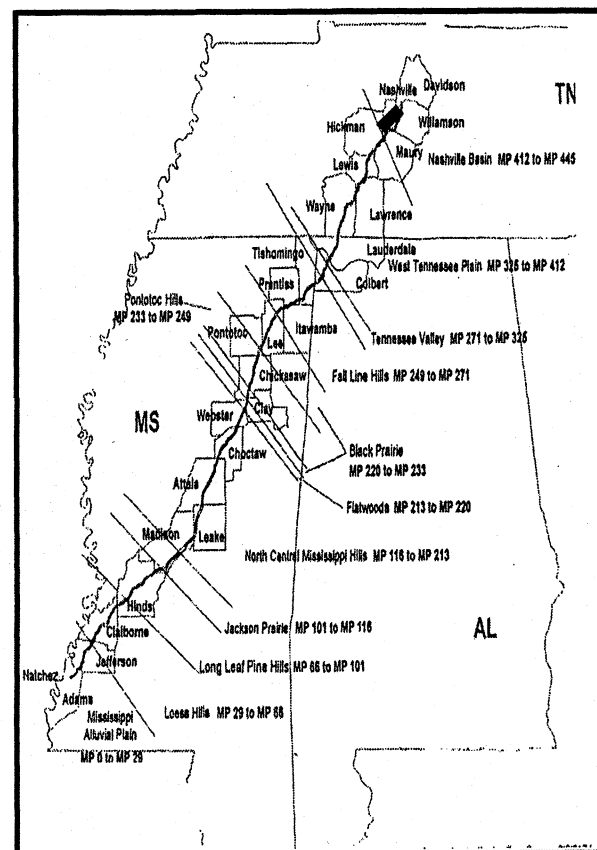 Nashville
Davidson
TN
Hickman
Willamson
Maury
Nashville Basin MP 412 to MP 445
Lewis
Wayne
Lawrence
Tishomingo
Lauderdale
West Tennessee Plain MP 325 to MP 412
Prentiss
Colbert
Pontotoc Hills
MP 233 to MP 249
Itawamba
Pontotoc
Lee
Tennessee Valley MP 271 to MP 325
Chickasaw
Fall Line Hills MP 249 to MP 271
MS
Webster
Clay
Choctaw
Black Prairie
MP 220 to MP 233
Attala
Flatwoods MP 213 to MP 220
Madison
Leake
North Central Mississippi Hills MP 116 to MP 213
Hinds
Jackson Prairie MP 101 to MP 116
AL
Claiborne
Jefferson
Long Leaf Pine Hills MP 66 to MP 101
Natchez
Adams
Loess Hills MP 29 to MP 66
Mississippi
Alluvial Plain
MP 0 to MP 29